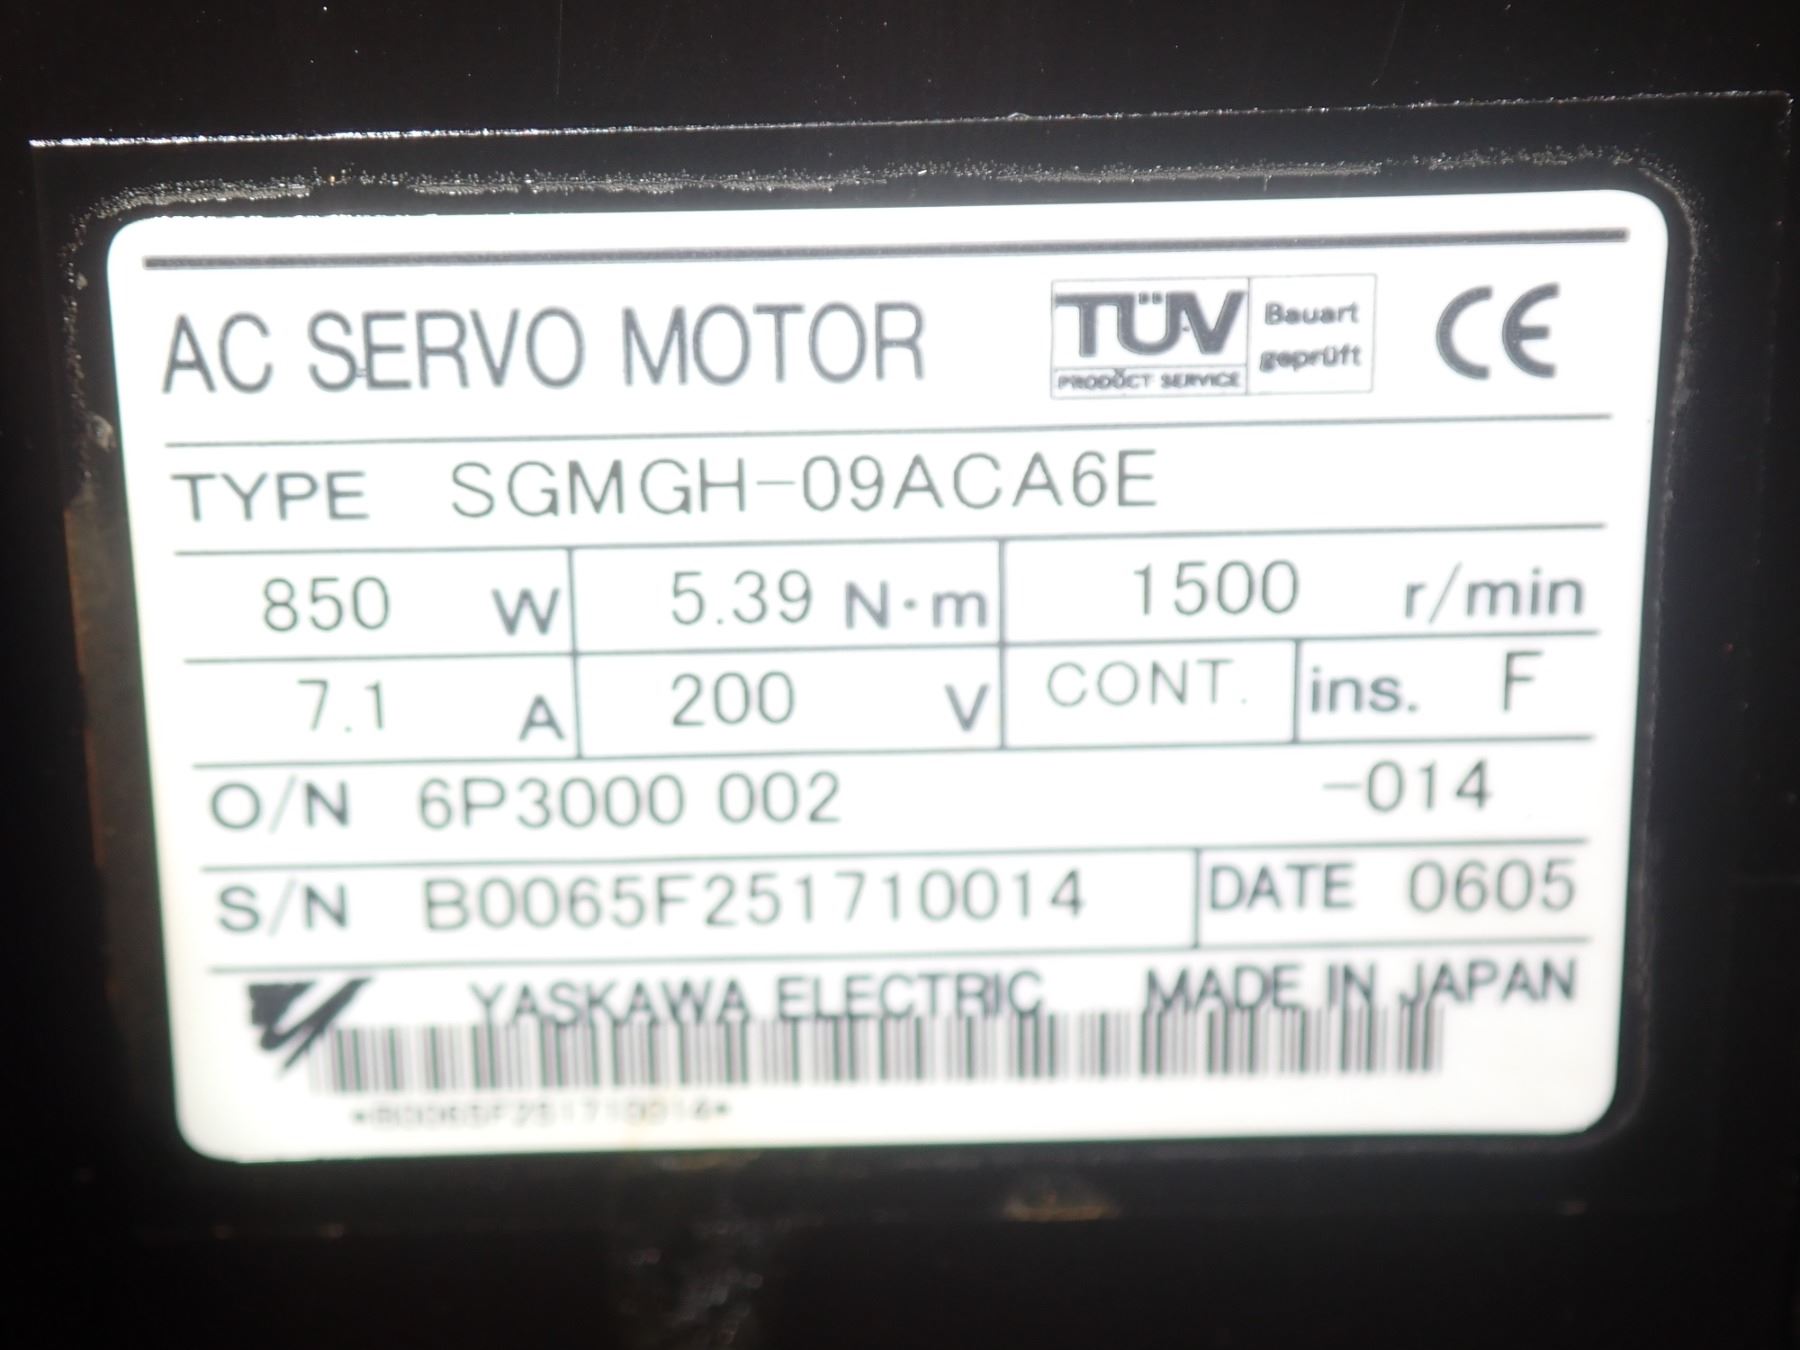 AC SERVO MOTOR
TÜV
PRODUCT SERVICE
Bauart
geprüft
CE
TYPE SGMGH-09ACA6E
850 W 5.39 N·m 1500 r/min
7.1 A 200 V CONT. ins. F
O/N 6P3000 002 -014
S/N B0065F251710014 DATE 0605
YASKAWA ELECTRIC MADE IN JAPAN
*B0065F251710014*